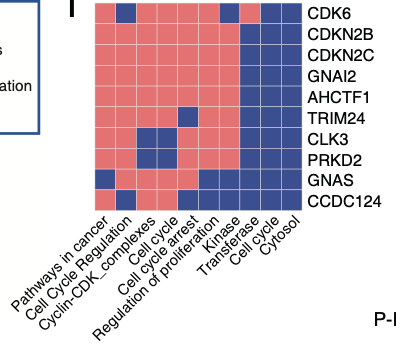 I
s
ation
CDK6
CDKN2B
CDKN2C
GNAI2
AHCTF1
TRIM24
CLK3
PRKD2
GNAS
CCDC124
Pathways in cancer
Cell Cycle Regulation
Cyclin-CDK_complexes
Cell cycle
Cell cycle arrest
Regulation of proliferation
Kinase
Transferase
Cell cycle
Cytosol